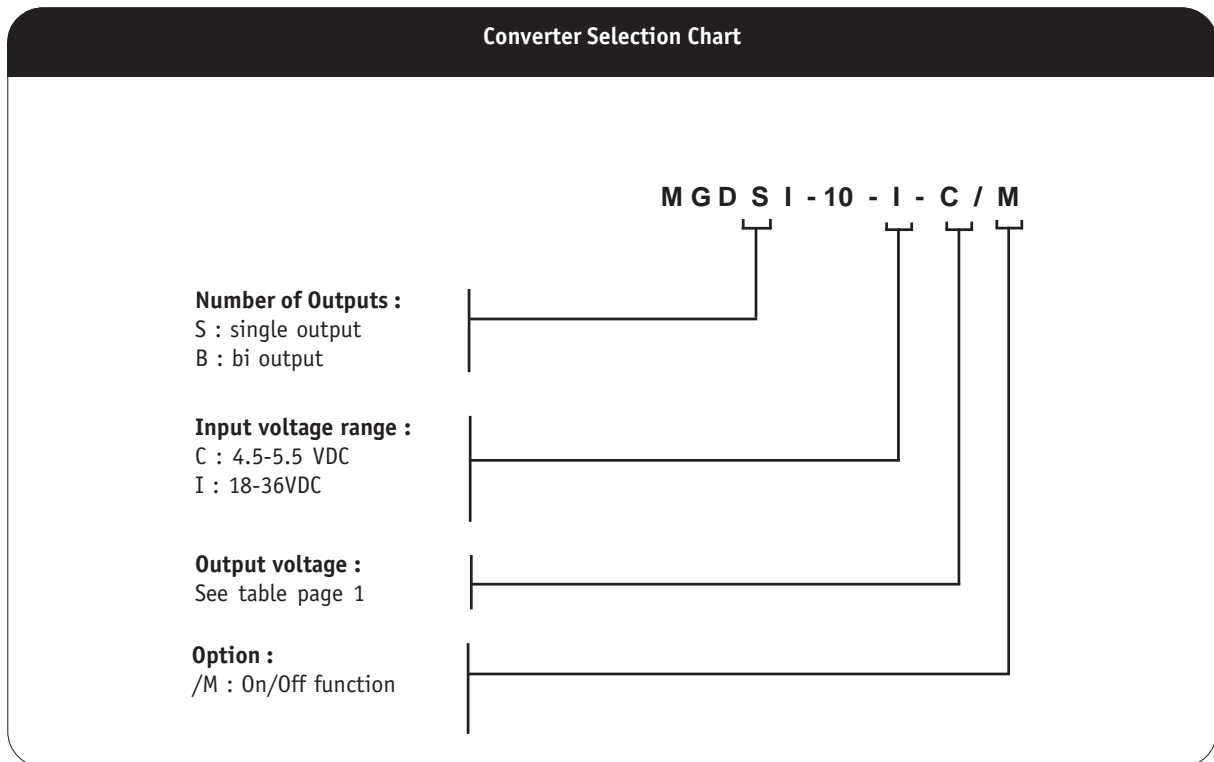 Converter Selection Chart
M G D S I - 10 - I - C / M
Number of Outputs :
S : single output
B : bi output
Input voltage range :
C : 4.5-5.5 VDC
I : 18-36VDC
Output voltage :
See table page 1
Option :
/M : On/Off function